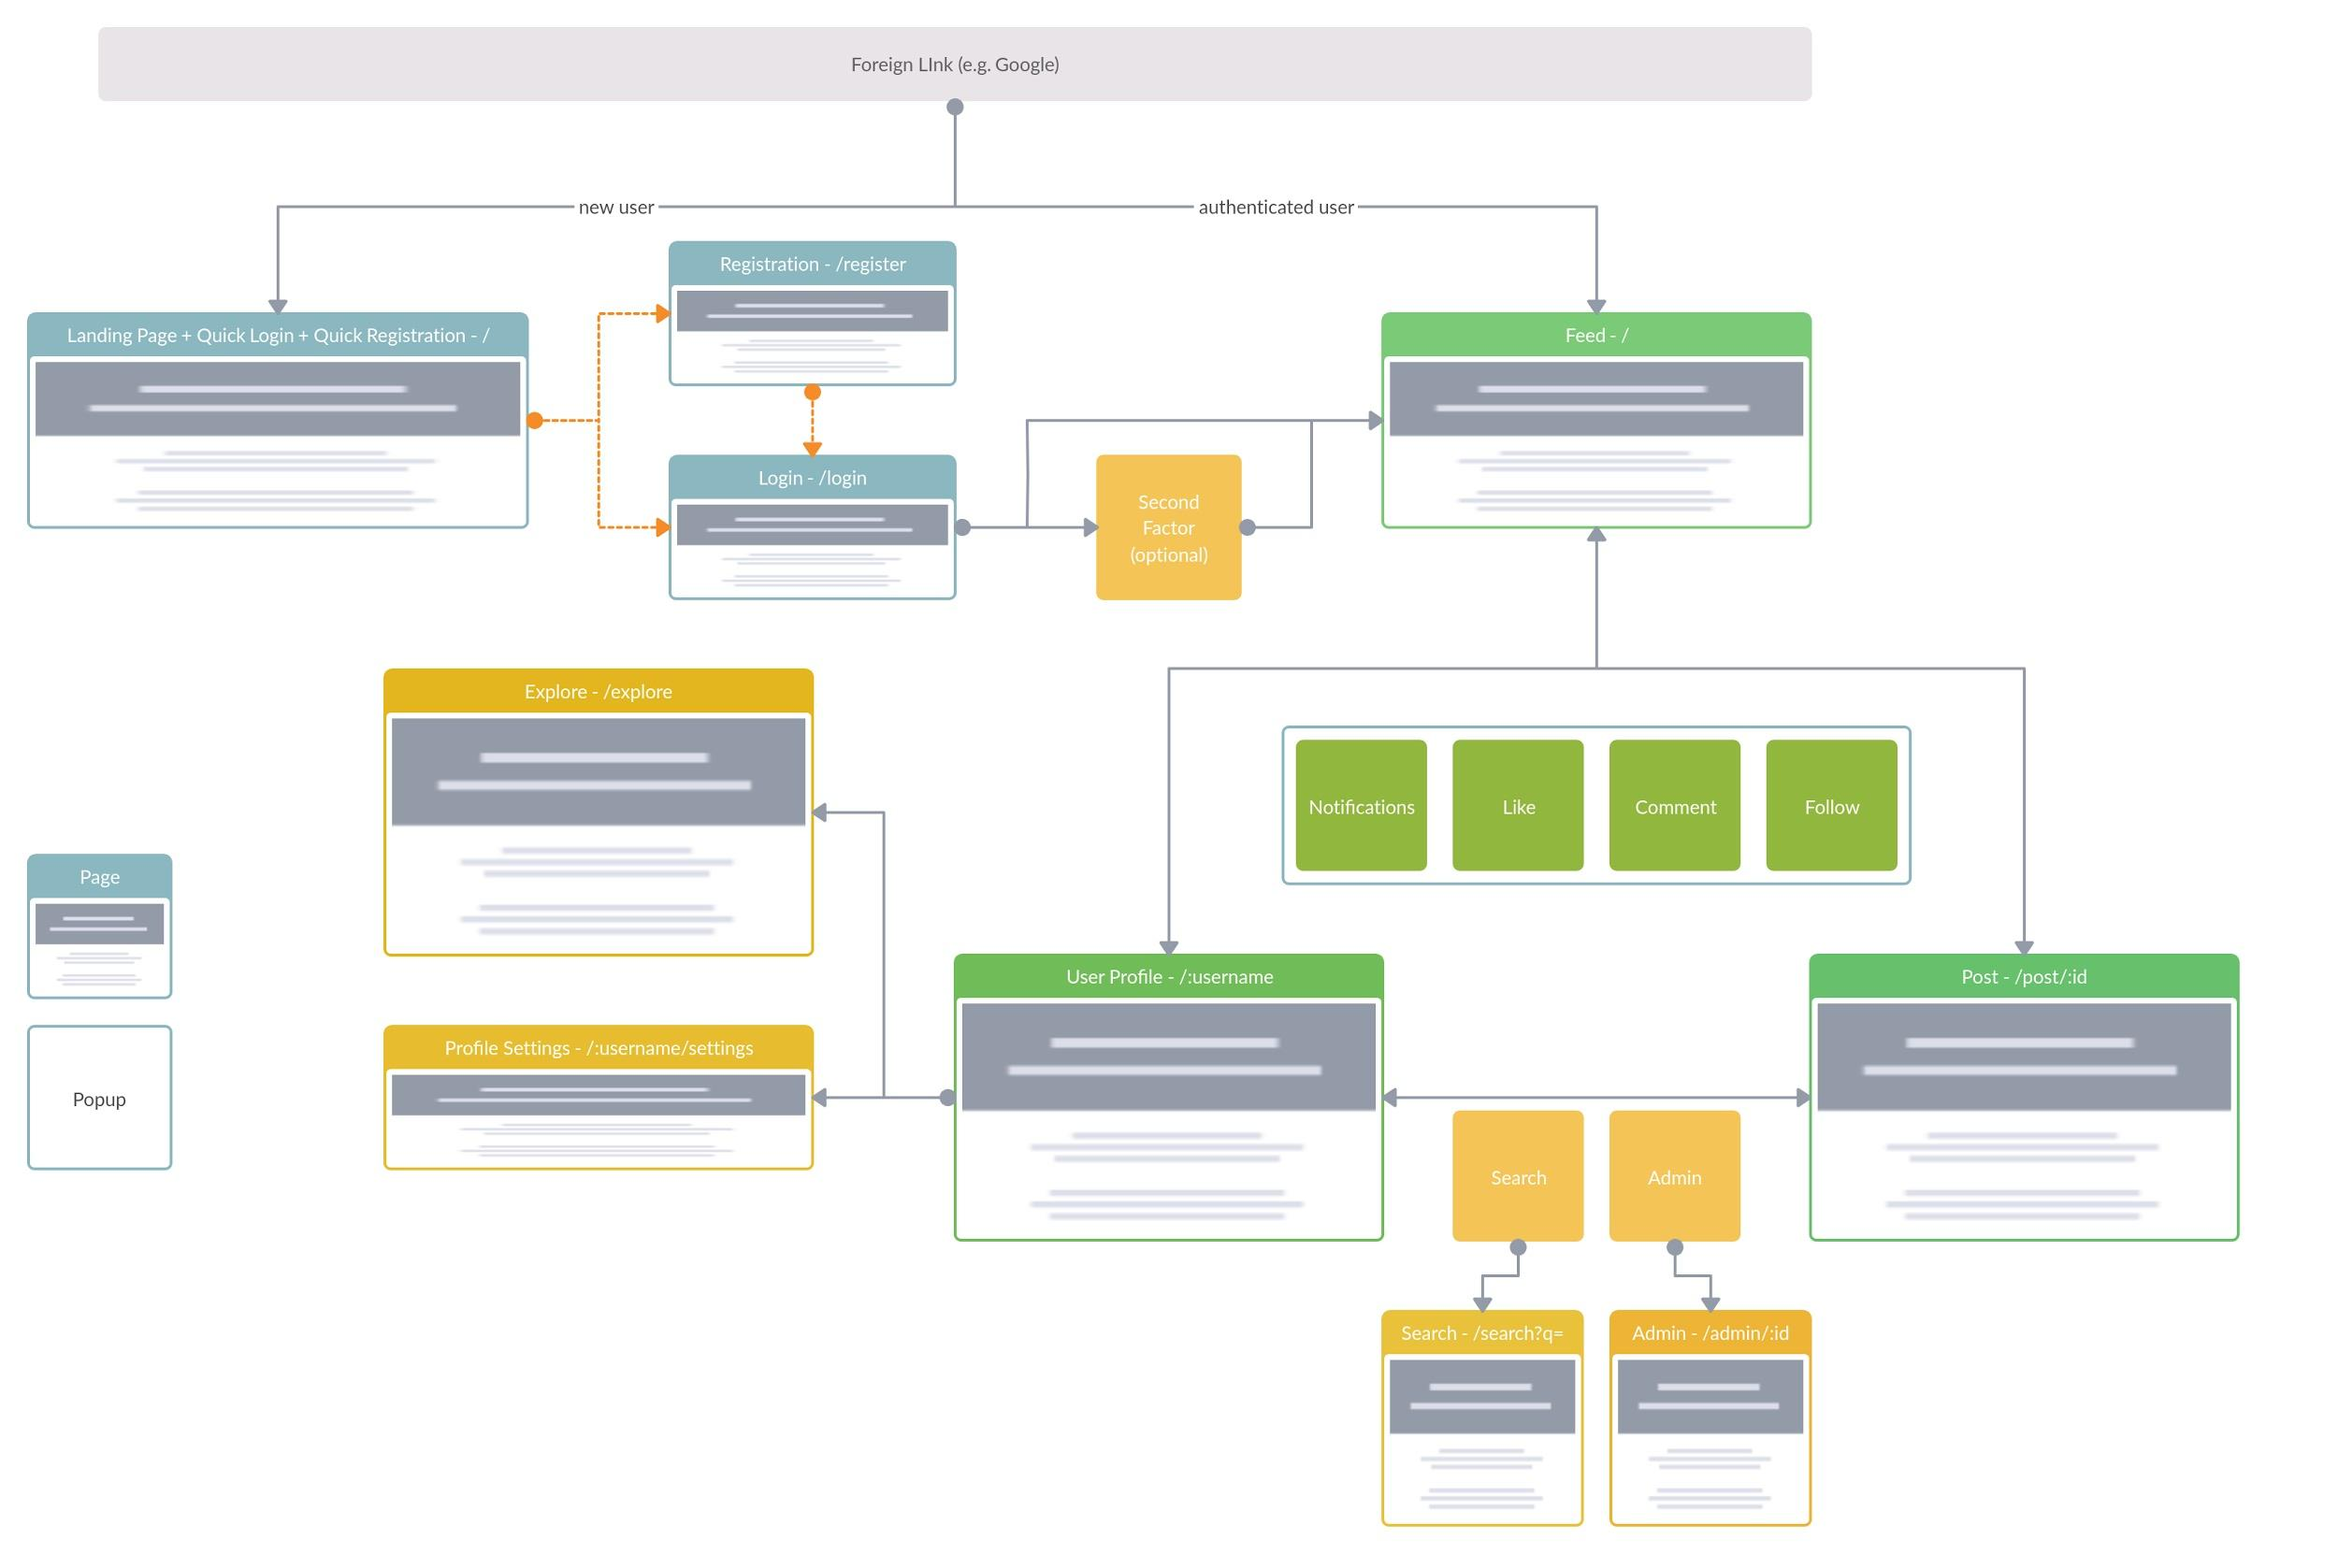 Foreign LInk (e.g. Google)
new user
authenticated user
Registration - /register
Landing Page + Quick Login + Quick Registration - /
Feed - /
Login - /login
Second
Factor
(optional)
Explore - /explore
Notifications
Like
Comment
Follow
Page
User Profile - /:username
Post - /post/:id
Profile Settings - /:username/settings
Popup
Search
Admin
Search - /search?q=
Admin - /admin/:id